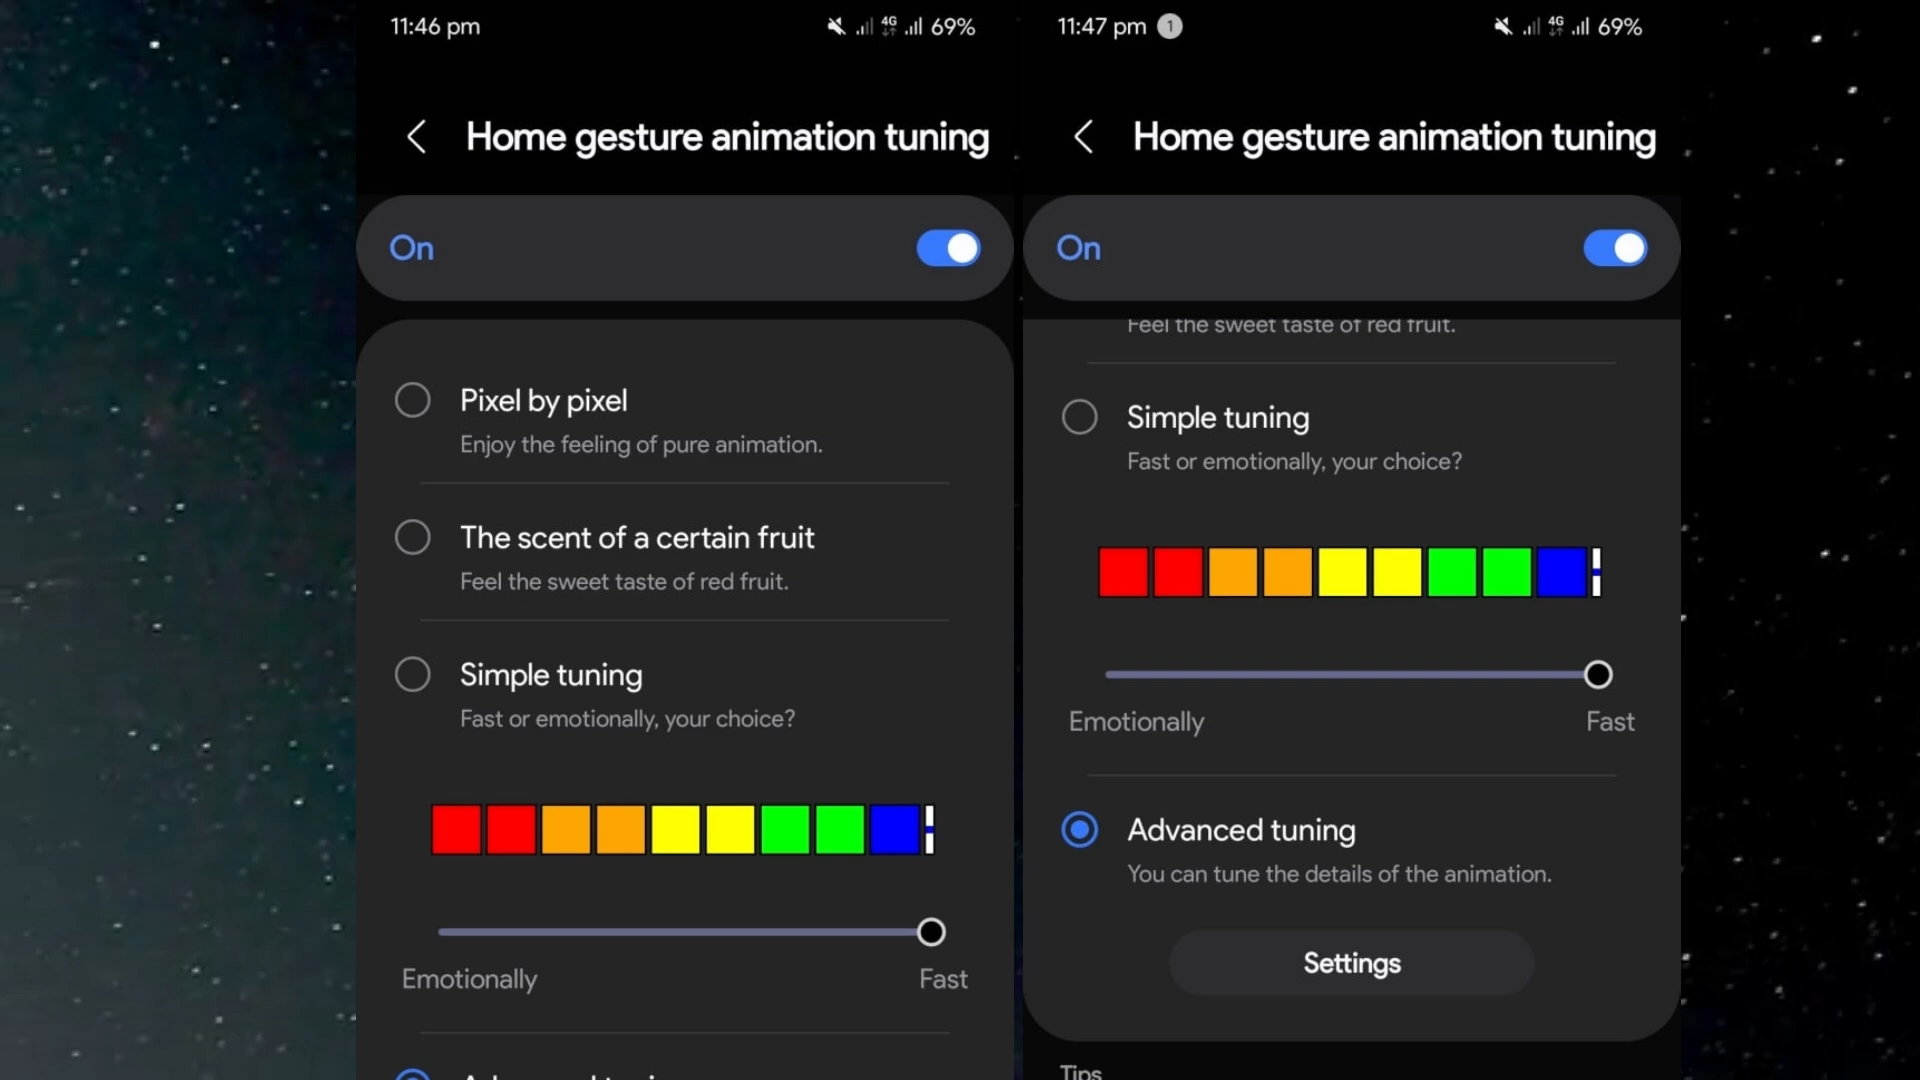 11:46 pm
4G
69%
Home gesture animation tuning
On
Pixel by pixel
Enjoy the feeling of pure animation.
The scent of a certain fruit
Feel the sweet taste of red fruit.
Simple tuning
Fast or emotionally, your choice?
Emotionally
Fast
11:47 pm
1
4G
69%
Home gesture animation tuning
On
Feel the sweet taste of red fruit.
Simple tuning
Fast or emotionally, your choice?
Emotionally
Fast
Advanced tuning
You can tune the details of the animation.
Settings
Tips